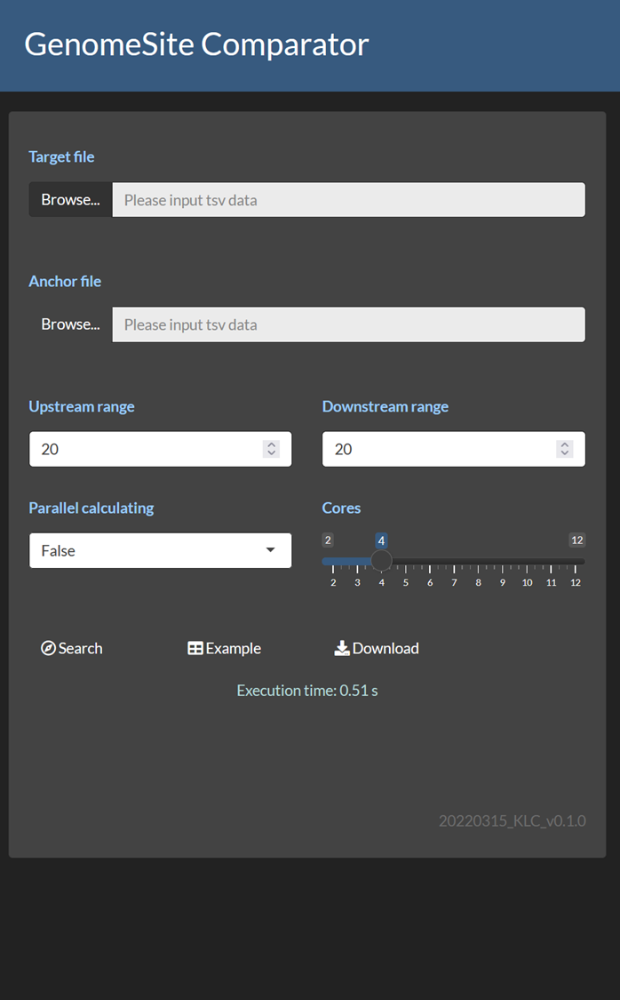 GenomeSite Comparator
Target file
Browse... Please input tsv data
Anchor file
Browse... Please input tsv data
Upstream range Downstream range
20 20
Parallel calculating Cores
False
2 4 12
2 3 4 5 6 7 8 9 10 11 12
Search Example Download
Execution time: 0.51 s
20220315_KLC_v0.1.0